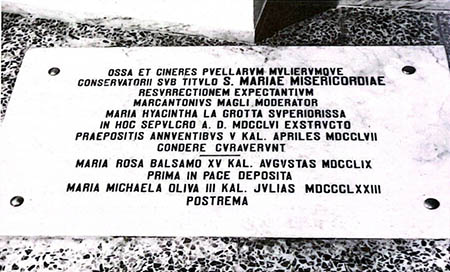 OSSA ET CINERES PVELLARVM MVLIERVMQVE
CONSERVATORII SVB TITVLO S. MARIAE MISERICORDIAE
RESVRRECTIONEM EXPECTANTIVM
MARCANTONIVS MAGLI MODERATOR
MARIA HYACINTHA LA GROTTA SVPERIORISSA
IN HOC SEPVLCRO A. D. MDCCLVI EXSTRVCTO
PRAEPOSITIS ANNVENTIBVS V KAL. APRILES MDCCLVII
CONDERE CVRAVERVNT
MARIA ROSA BALSAMO XV KAL. AVGVSTAS MDCCLIX
PRIMA IN PACE DEPOSITA
MARIA MICHAELA OLIVA III KAL. JVLIAS MDCCCLXXIII
POSTREMA